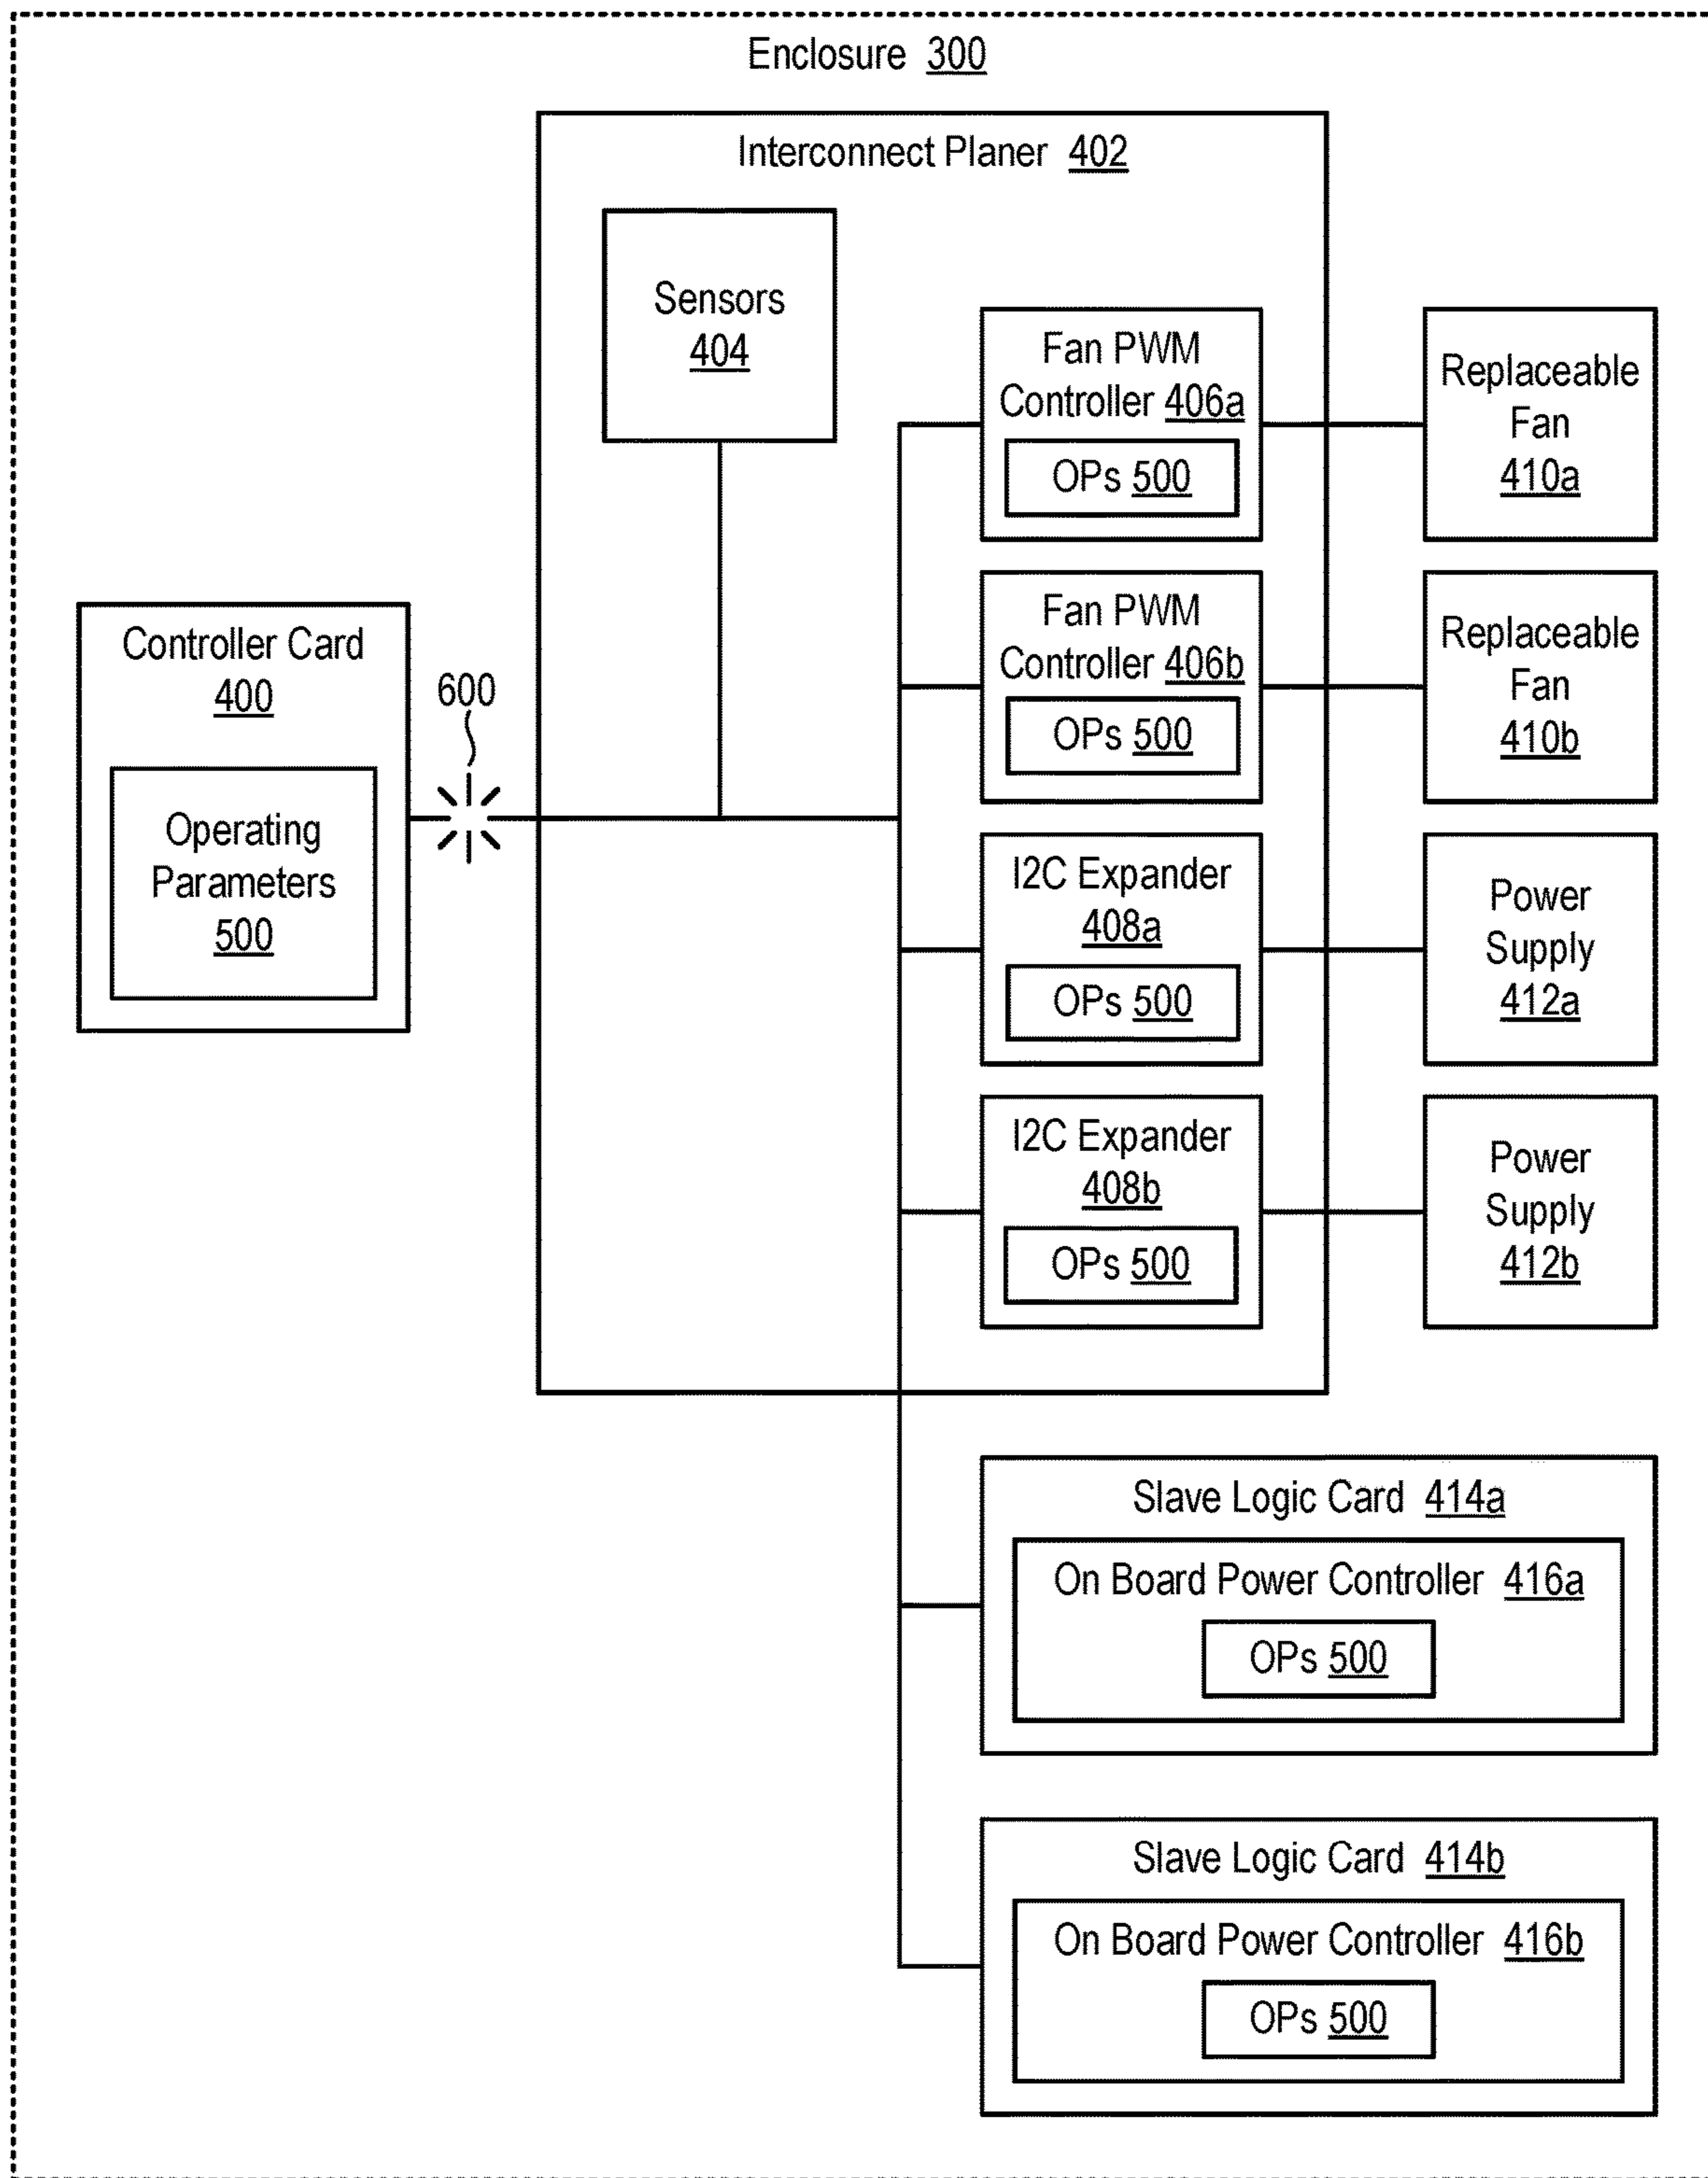 Enclosure 300
Interconnect Planer 402
Sensors
404
Fan PWM
Controller 406a
OPs 500
Replaceable
Fan
410a
Fan PWM
Controller 406b
OPs 500
Replaceable
Fan
410b
Controller Card
400
Operating
Parameters
500
600
I2C Expander
408a
OPs 500
Power
Supply
412a
I2C Expander
408b
OPs 500
Power
Supply
412b
Slave Logic Card 414a
On Board Power Controller 416a
OPs 500
Slave Logic Card 414b
On Board Power Controller 416b
OPs 500